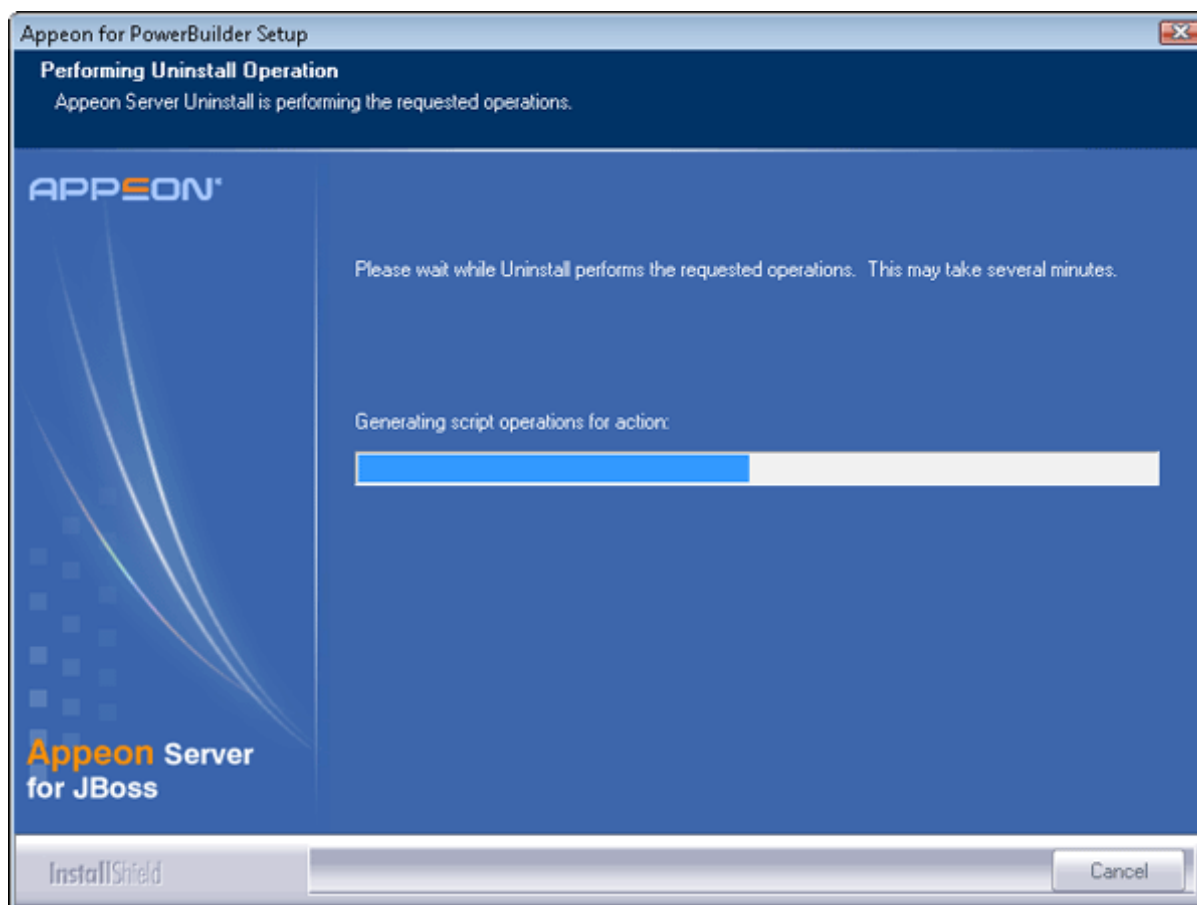 Appeon for PowerBuilder Setup
Performing Uninstall Operation
Appeon Server Uninstall is performing the requested operations.
APPEON
Please wait while Uninstall performs the requested operations. This may take several minutes.
Generating script operations for action:
Appeon Server
for JBoss
InstallShield
Cancel